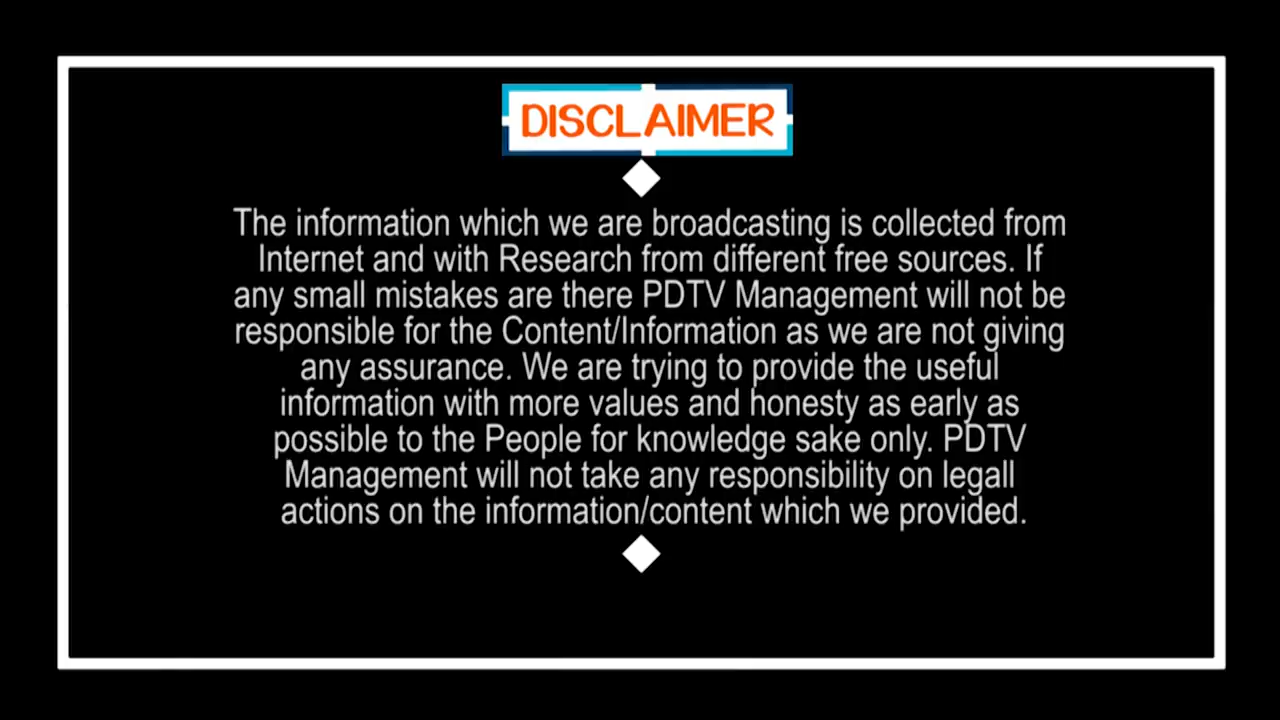 DISCLAIMER
The information which we are broadcasting is collected from
Internet and with Research from different free sources. If
any small mistakes are there PDTV Management will not be
responsible for the Content/Information as we are not giving
any assurance. We are trying to provide the useful
information with more values and honesty as early as
possible to the People for knowledge sake only. PDTV
Management will not take any responsibility on legall
actions on the information/content which we provided.